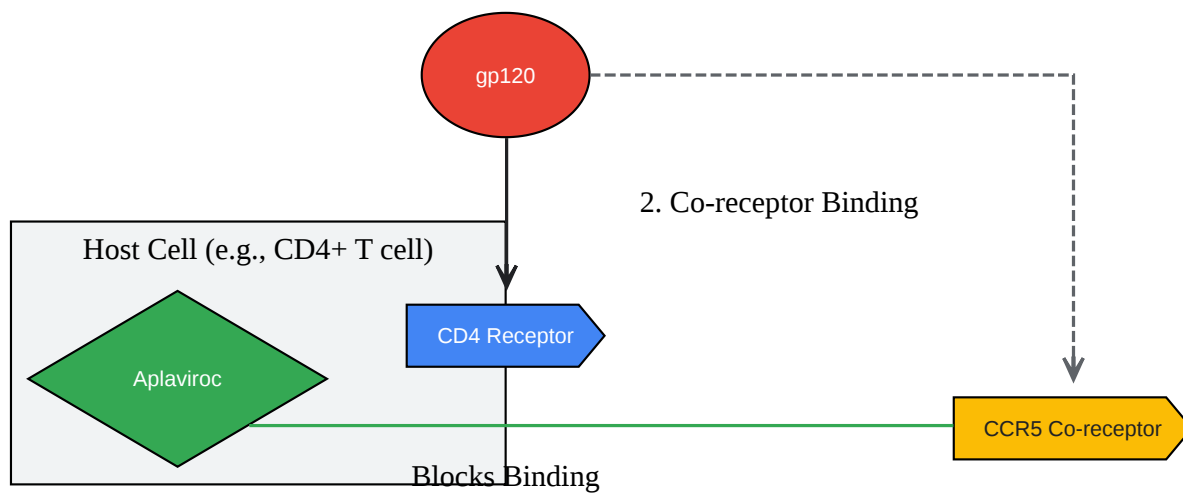 gp120
2. Co-receptor Binding
Host Cell (e.g., CD4+ T cell)
CD4 Receptor
Aplaviroc
CCR5 Co-receptor
Blocks Binding